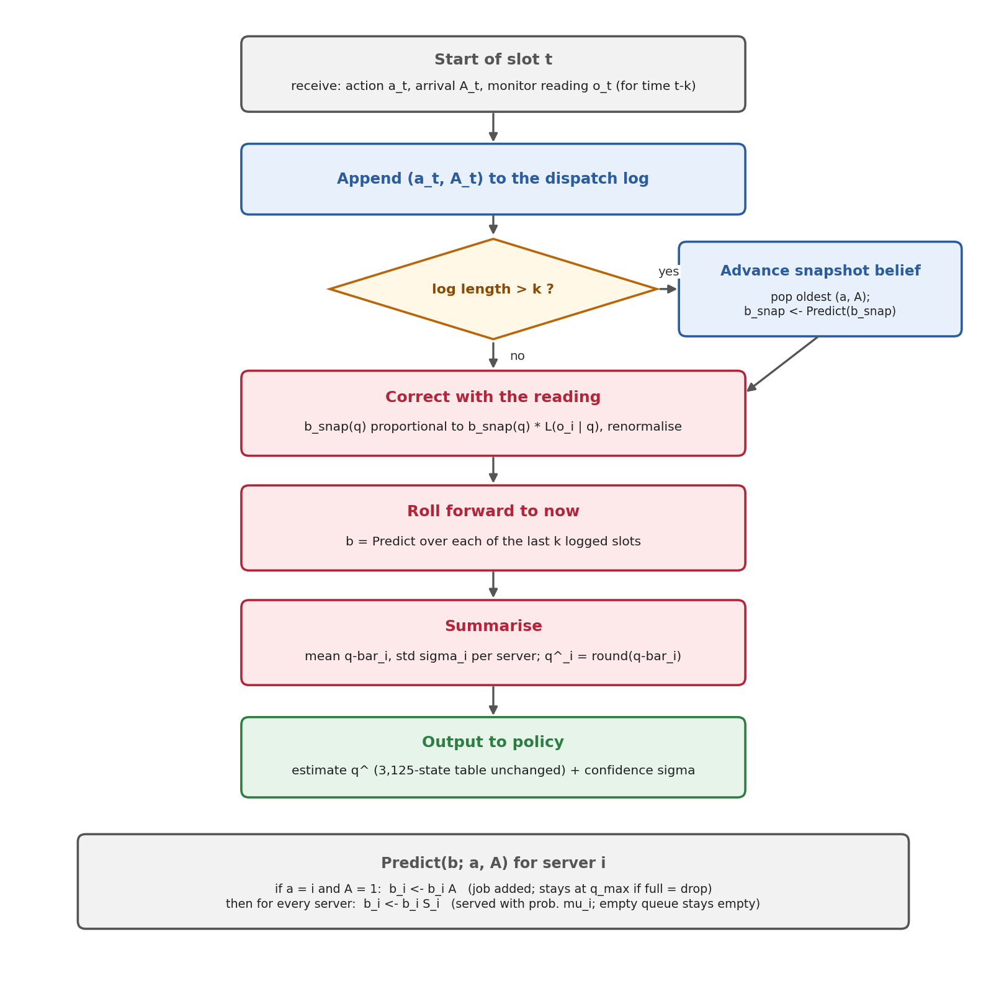 Start of slot t
receive: action a_t, arrival A_t, monitor reading o_t (for time t-k)
Append (a_t, A_t) to the dispatch log
log length > k ?
yes
Advance snapshot belief
pop oldest (a, A);
b_snap <- Predict(b_snap)
no
Correct with the reading
b_snap(q) proportional to b_snap(q) * L(o_i | q), renormalise
Roll forward to now
b = Predict over each of the last k logged slots
Summarise
mean q-bar_i, std sigma_i per server; q^_i = round(q-bar_i)
Output to policy
estimate q^ (3,125-state table unchanged) + confidence sigma
Predict(b; a, A) for server i
if a = i and A = 1:  b_i <- b_i A   (job added; stays at q_max if full = drop)
then for every server:  b_i <- b_i S_i   (served with prob. mu_i; empty queue stays empty)